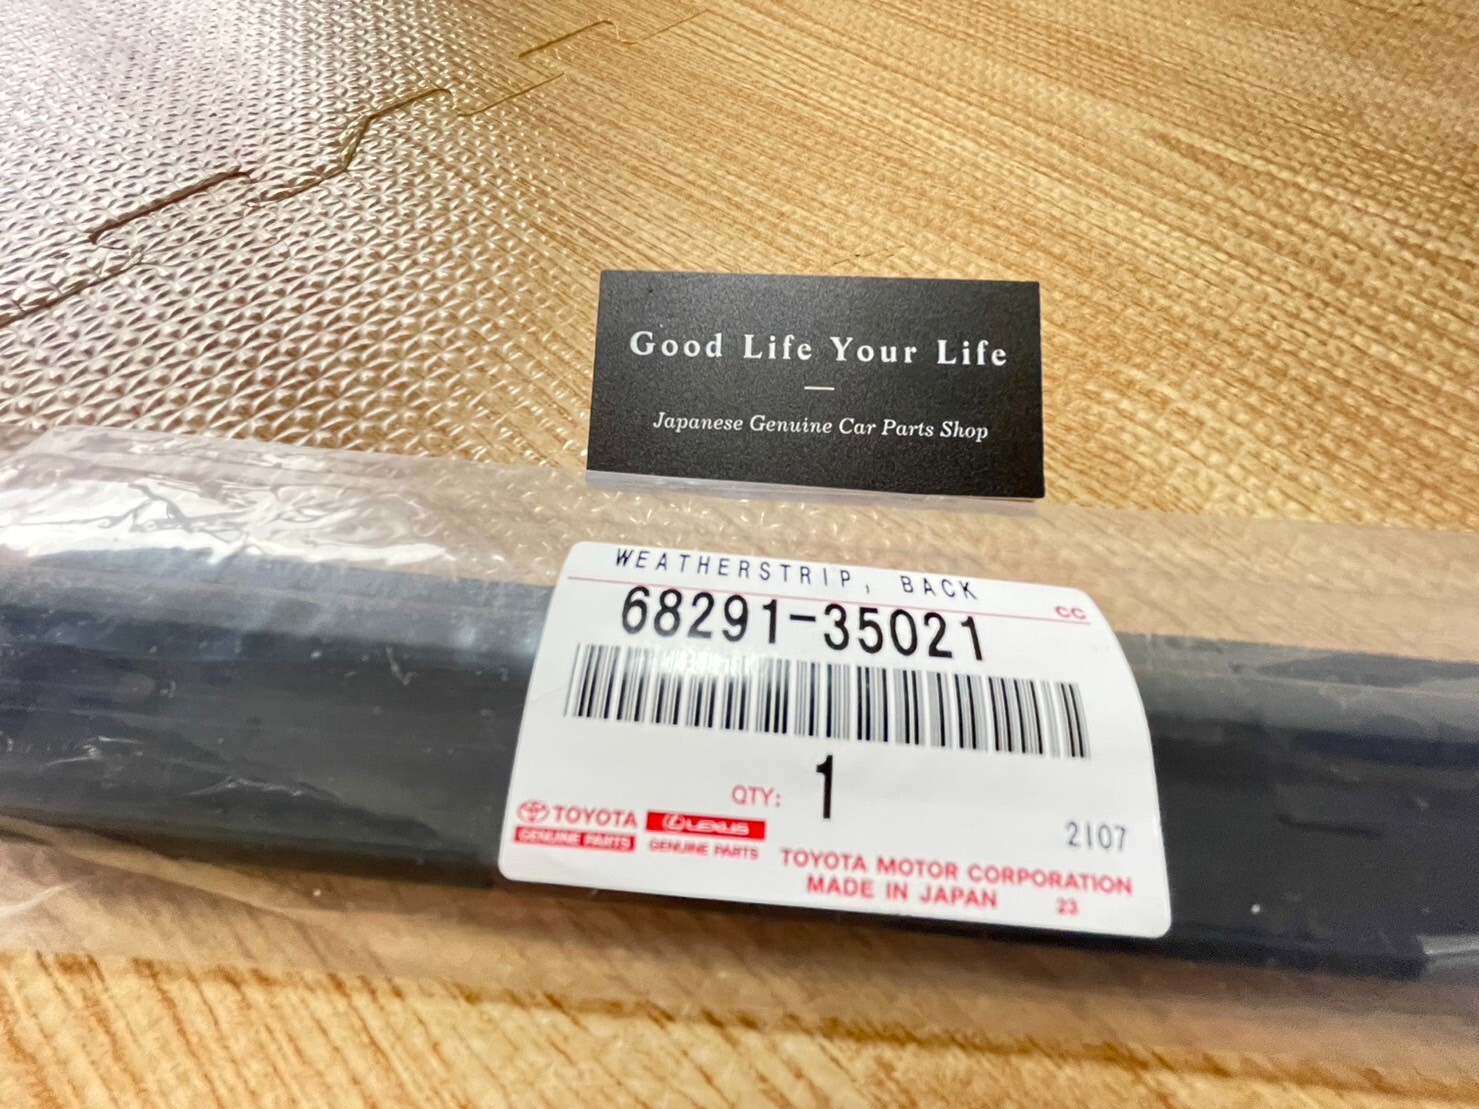 Good Life Your Life
Japanese Genuine Car Parts Shop
WEATHERSTRIP, BACK
CC
68291-35021
QTY: 1
TOYOTA
GENUINE PARTS
LEXUS
GENUINE PARTS
2107
TOYOTA MOTOR CORPORATION
MADE IN JAPAN
23